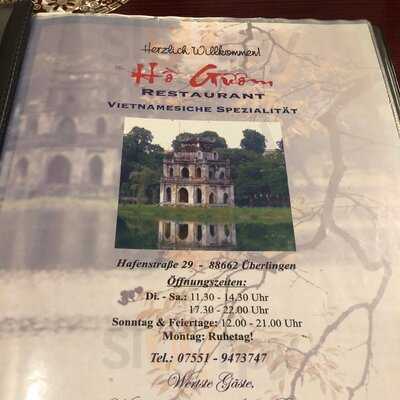 Herzlich Willkommen!
Hồ Gươm
RESTAURANT
VIETNAMESICHE SPEZIALITÄT
Hafenstraße 29 - 88662 Überlingen
Öffnungszeiten:
Di. - Sa.: 11.30 - 14.30 Uhr
17.30 - 22.00 Uhr
Sonntag & Feiertage: 12.00 - 21.00 Uhr
Montag: Ruhetag!
Tel.: 07551 - 9473747
Werte Gäste,